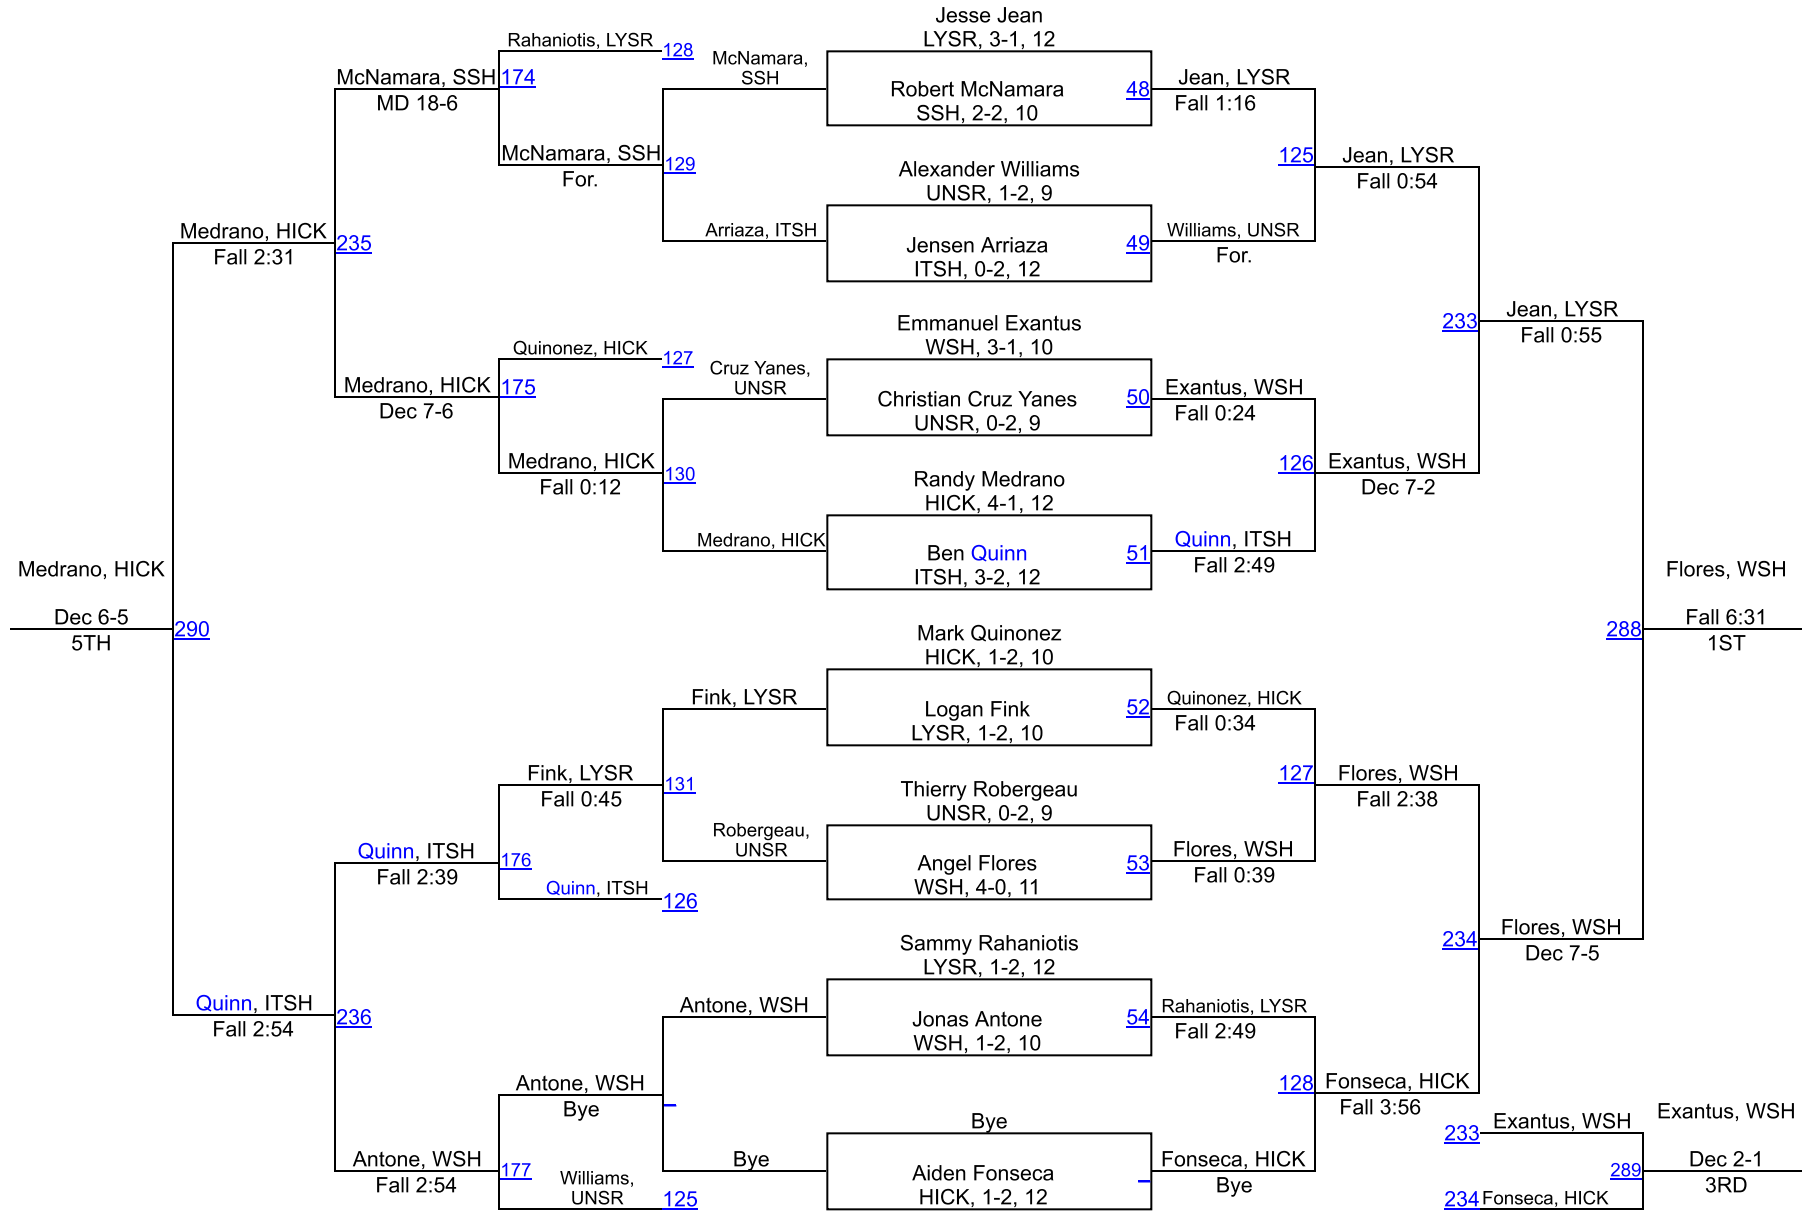 Jesse Jean
LYSR, 3-1, 12
Rahaniotis, LYSR
128
McNamara,
SSH
McNamara, SSH
174
MD 18-6
Robert McNamara
SSH, 2-2, 10
48
Jean, LYSR
Fall 1:16
McNamara, SSH
For.
129
Alexander Williams
UNSR, 1-2, 9
125
Jean, LYSR
Fall 0:54
Medrano, HICK
Fall 2:31
235
Arriaza, ITSH
Jensen Arriaza
ITSH, 0-2, 12
49
Williams, UNSR
For.
Emmanuel Exantus
WSH, 3-1, 10
233
Jean, LYSR
Fall 0:55
Quinonez, HICK
127
Cruz Yanes,
UNSR
Medrano, HICK
175
Dec 7-6
Christian Cruz Yanes
UNSR, 0-2, 9
50
Exantus, WSH
Fall 0:24
Medrano, HICK
Fall 0:12
130
Randy Medrano
HICK, 4-1, 12
126
Exantus, WSH
Dec 7-2
Medrano, HICK
Ben Quinn
ITSH, 3-2, 12
51
Quinn, ITSH
Fall 2:49
Medrano, HICK
Dec 6-5
5TH
290
Flores, WSH
Fall 6:31
1ST
288
Mark Quinonez
HICK, 1-2, 10
Fink, LYSR
Logan Fink
LYSR, 1-2, 10
52
Quinonez, HICK
Fall 0:34
Fink, LYSR
Fall 0:45
131
Thierry Robergeau
UNSR, 0-2, 9
127
Flores, WSH
Fall 2:38
Robergeau,
UNSR
Quinn, ITSH
Fall 2:39
176
Angel Flores
WSH, 4-0, 11
53
Flores, WSH
Fall 0:39
Quinn, ITSH
126
Sammy Rahaniotis
LYSR, 1-2, 12
234
Flores, WSH
Dec 7-5
Quinn, ITSH
Fall 2:54
236
Antone, WSH
Jonas Antone
WSH, 1-2, 10
54
Rahaniotis, LYSR
Fall 2:49
Antone, WSH
Bye
128
Fonseca, HICK
Fall 3:56
Bye
Antone, WSH
Fall 2:54
177
Williams,
UNSR
125
Bye
Aiden Fonseca
HICK, 1-2, 12
Fonseca, HICK
Bye
233
Exantus, WSH
Exantus, WSH
289
Dec 2-1
3RD
234
Fonseca, HICK